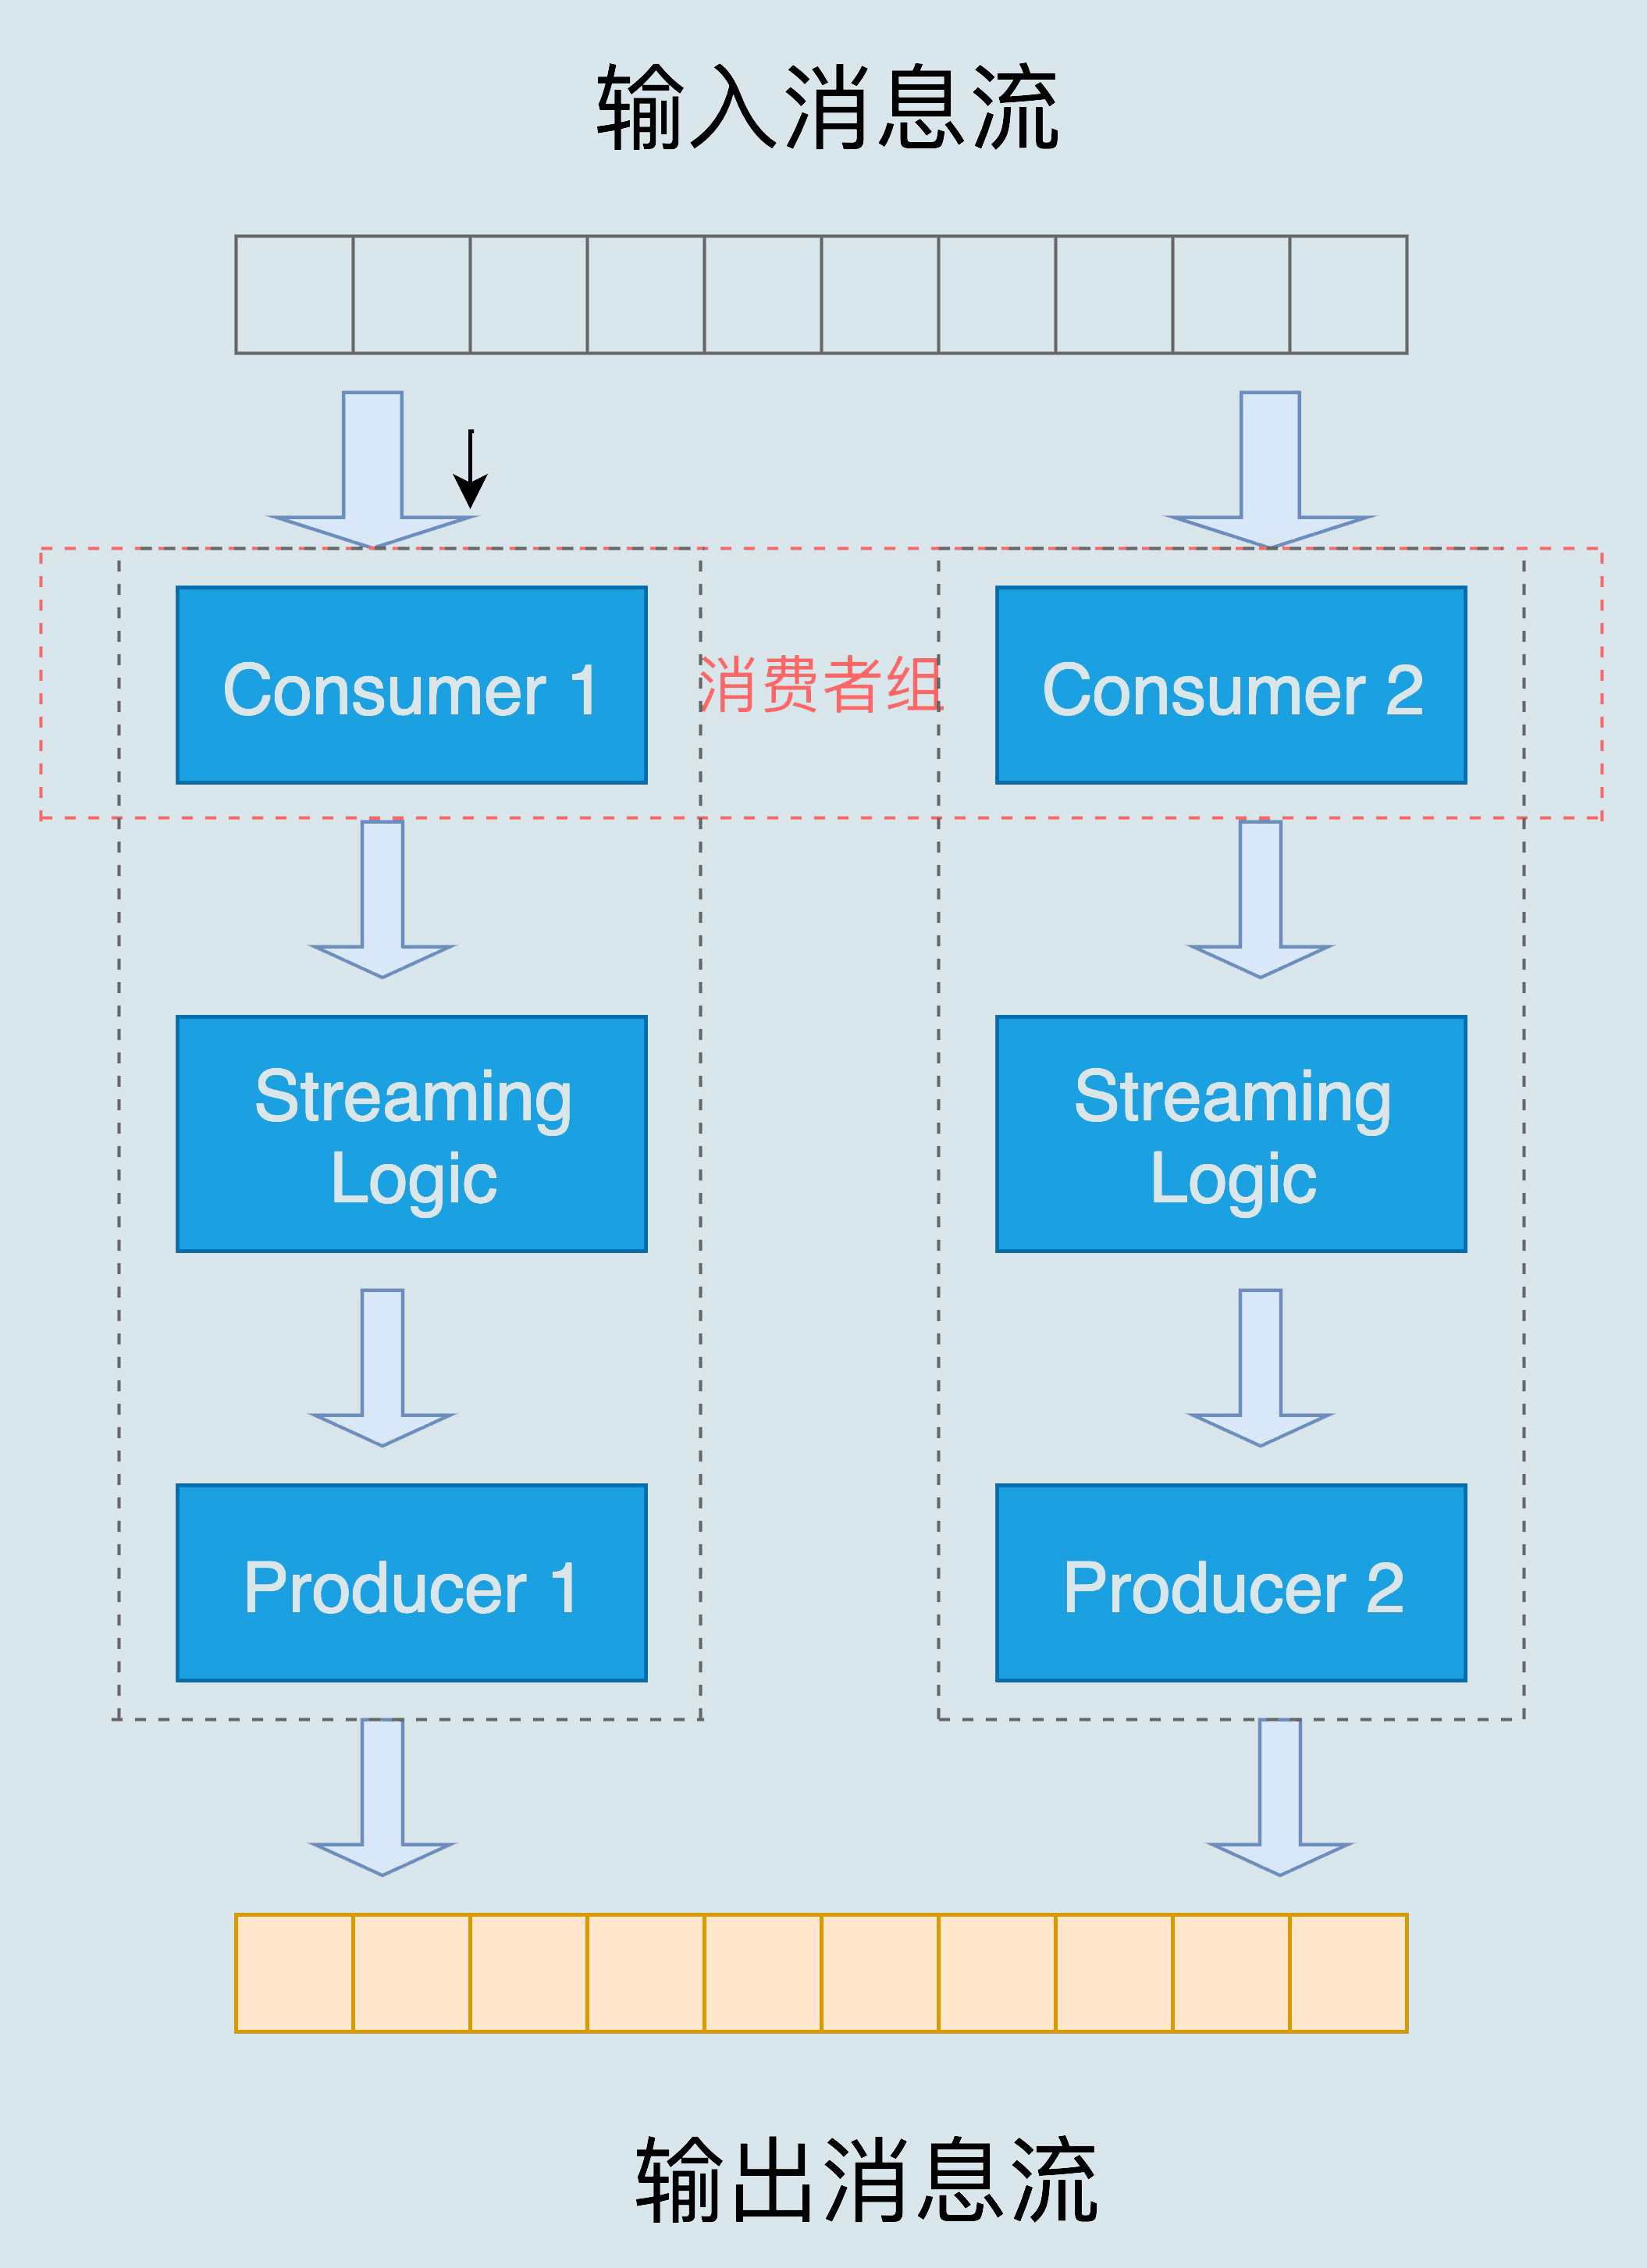 输入消息流
Consumer 1
消费者组
Consumer 2
Streaming
Logic
Streaming
Logic
Producer 1
Producer 2
输出消息流